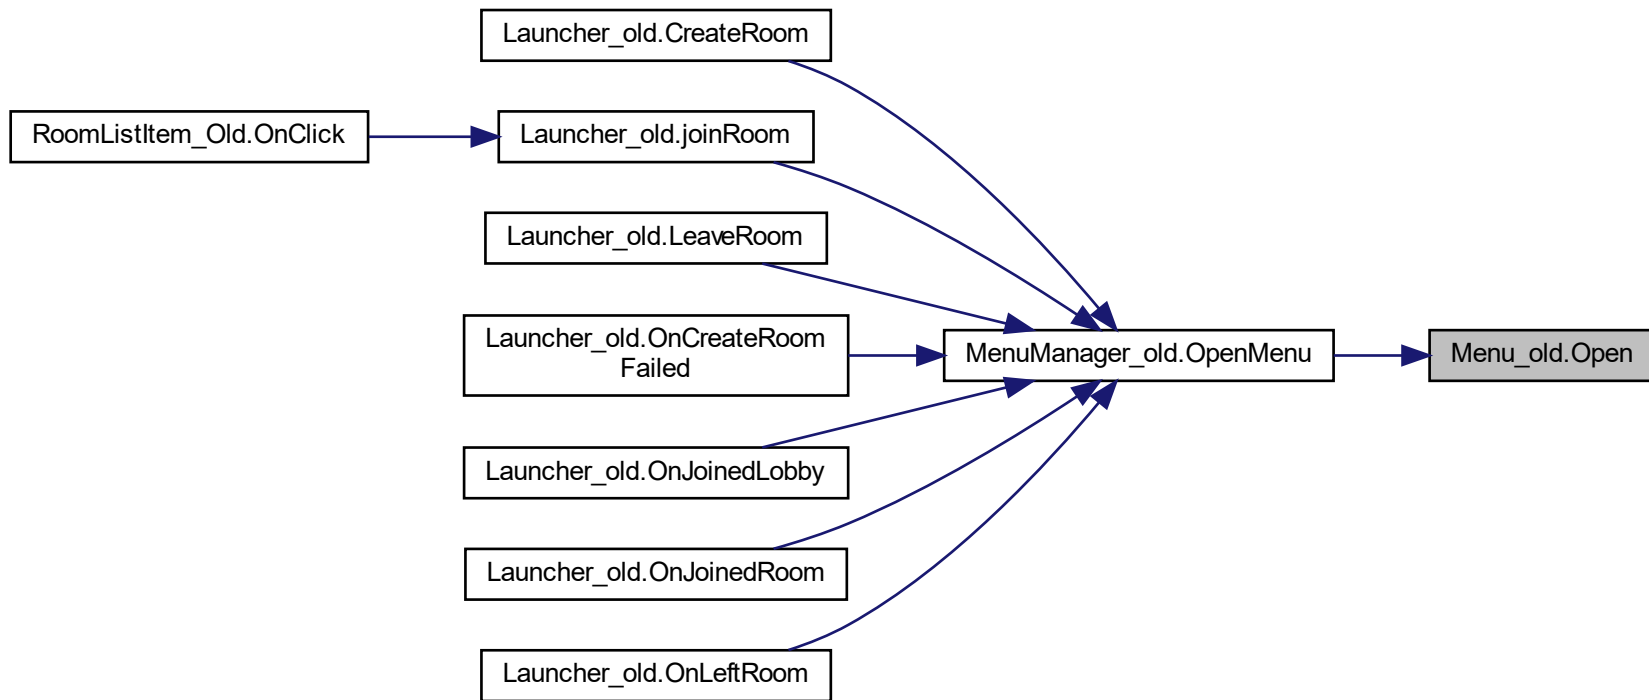 Launcher_old.CreateRoom
RoomListItem_Old.OnClick
Launcher_old.joinRoom
Launcher_old.LeaveRoom
Launcher_old.OnCreateRoom
Failed
MenuManager_old.OpenMenu
Menu_old.Open
Launcher_old.OnJoinedLobby
Launcher_old.OnJoinedRoom
Launcher_old.OnLeftRoom